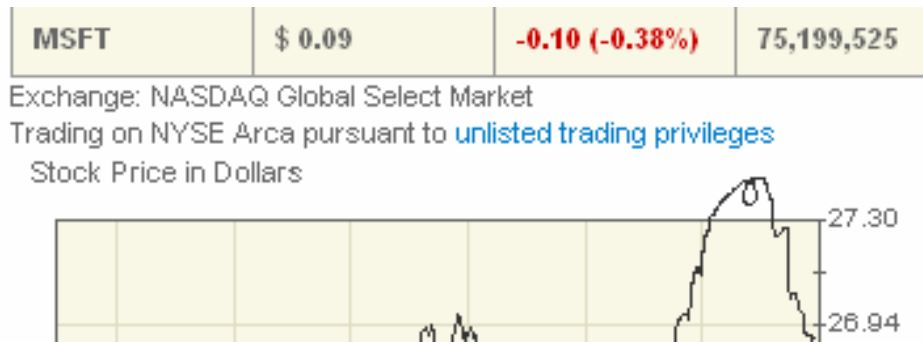 MSFT $ 0.09 -0.10 (-0.38%) 75,199,525
Exchange: NASDAQ Global Select Market
Trading on NYSE Arca pursuant to unlisted trading privileges
Stock Price in Dollars
27.30
26.94